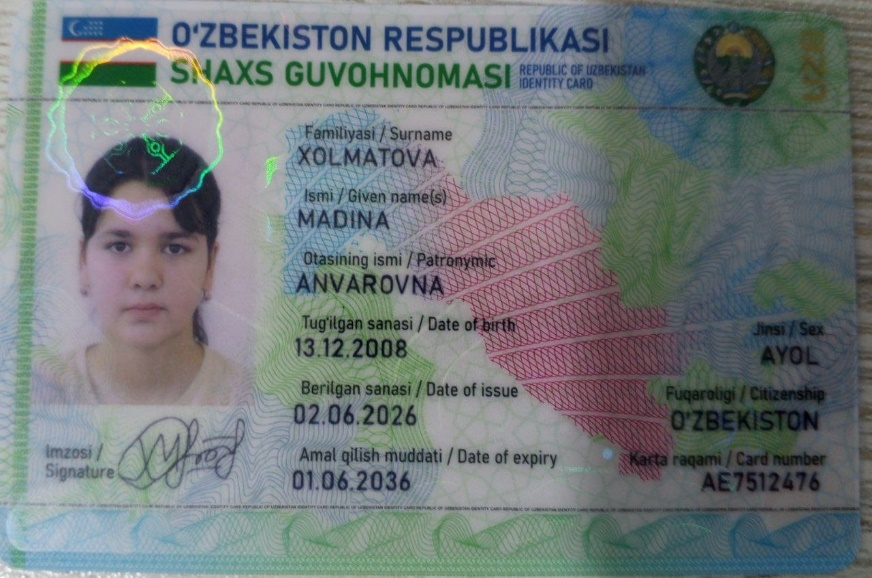 O'ZBEKISTON RESPUBLIKASI
SHAXS GUVOHNOMASI REPUBLIC OF UZBEKISTAN
IDENTITY CARD
Familiyasi / Surname
XOLMATOVA
Ismi / Given name(s)
MADINA
Otasining ismi / Patronymic
ANVAROVNA
Tug'ilgan sanasi / Date of birth
13.12.2008
Jinsi / Sex
AYOL
Berilgan sanasi / Date of issue
02.06.2026
Fuqaroligi / Citizenship
O'ZBEKISTON
Amal qilish muddati / Date of expiry
01.06.2036
Karta raqami / Card number
AE7512476
Imzosi /
Signature